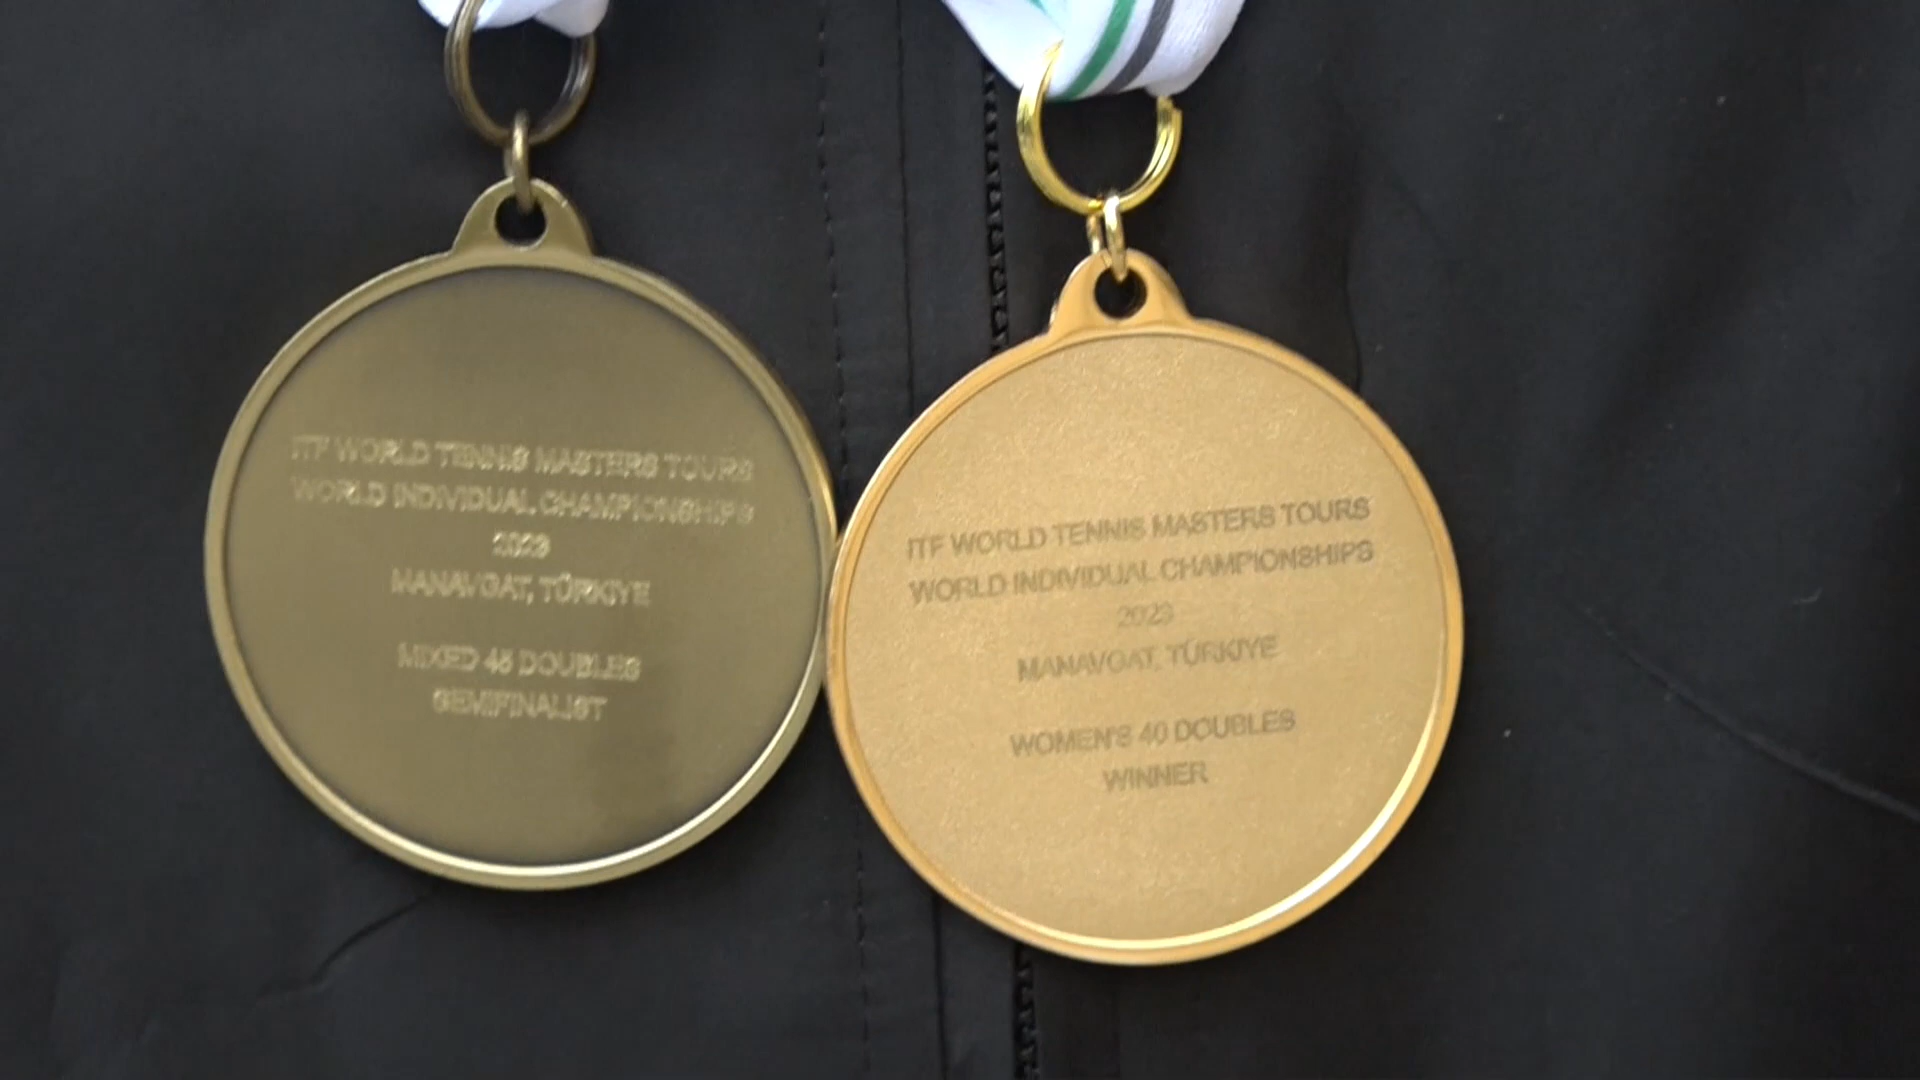 ITF WORLD TENNIS MASTERS TOURS
WORLD INDIVIDUAL CHAMPIONSHIPS
2023
MANAVGAT, TÜRKIYE
MIXED 45 DOUBLES
SEMIFINALIST
ITF WORLD TENNIS MASTERS TOURS
WORLD INDIVIDUAL CHAMPIONSHIPS
2023
MANAVGAT, TÜRKIYE
WOMEN'S 40 DOUBLES
WINNER